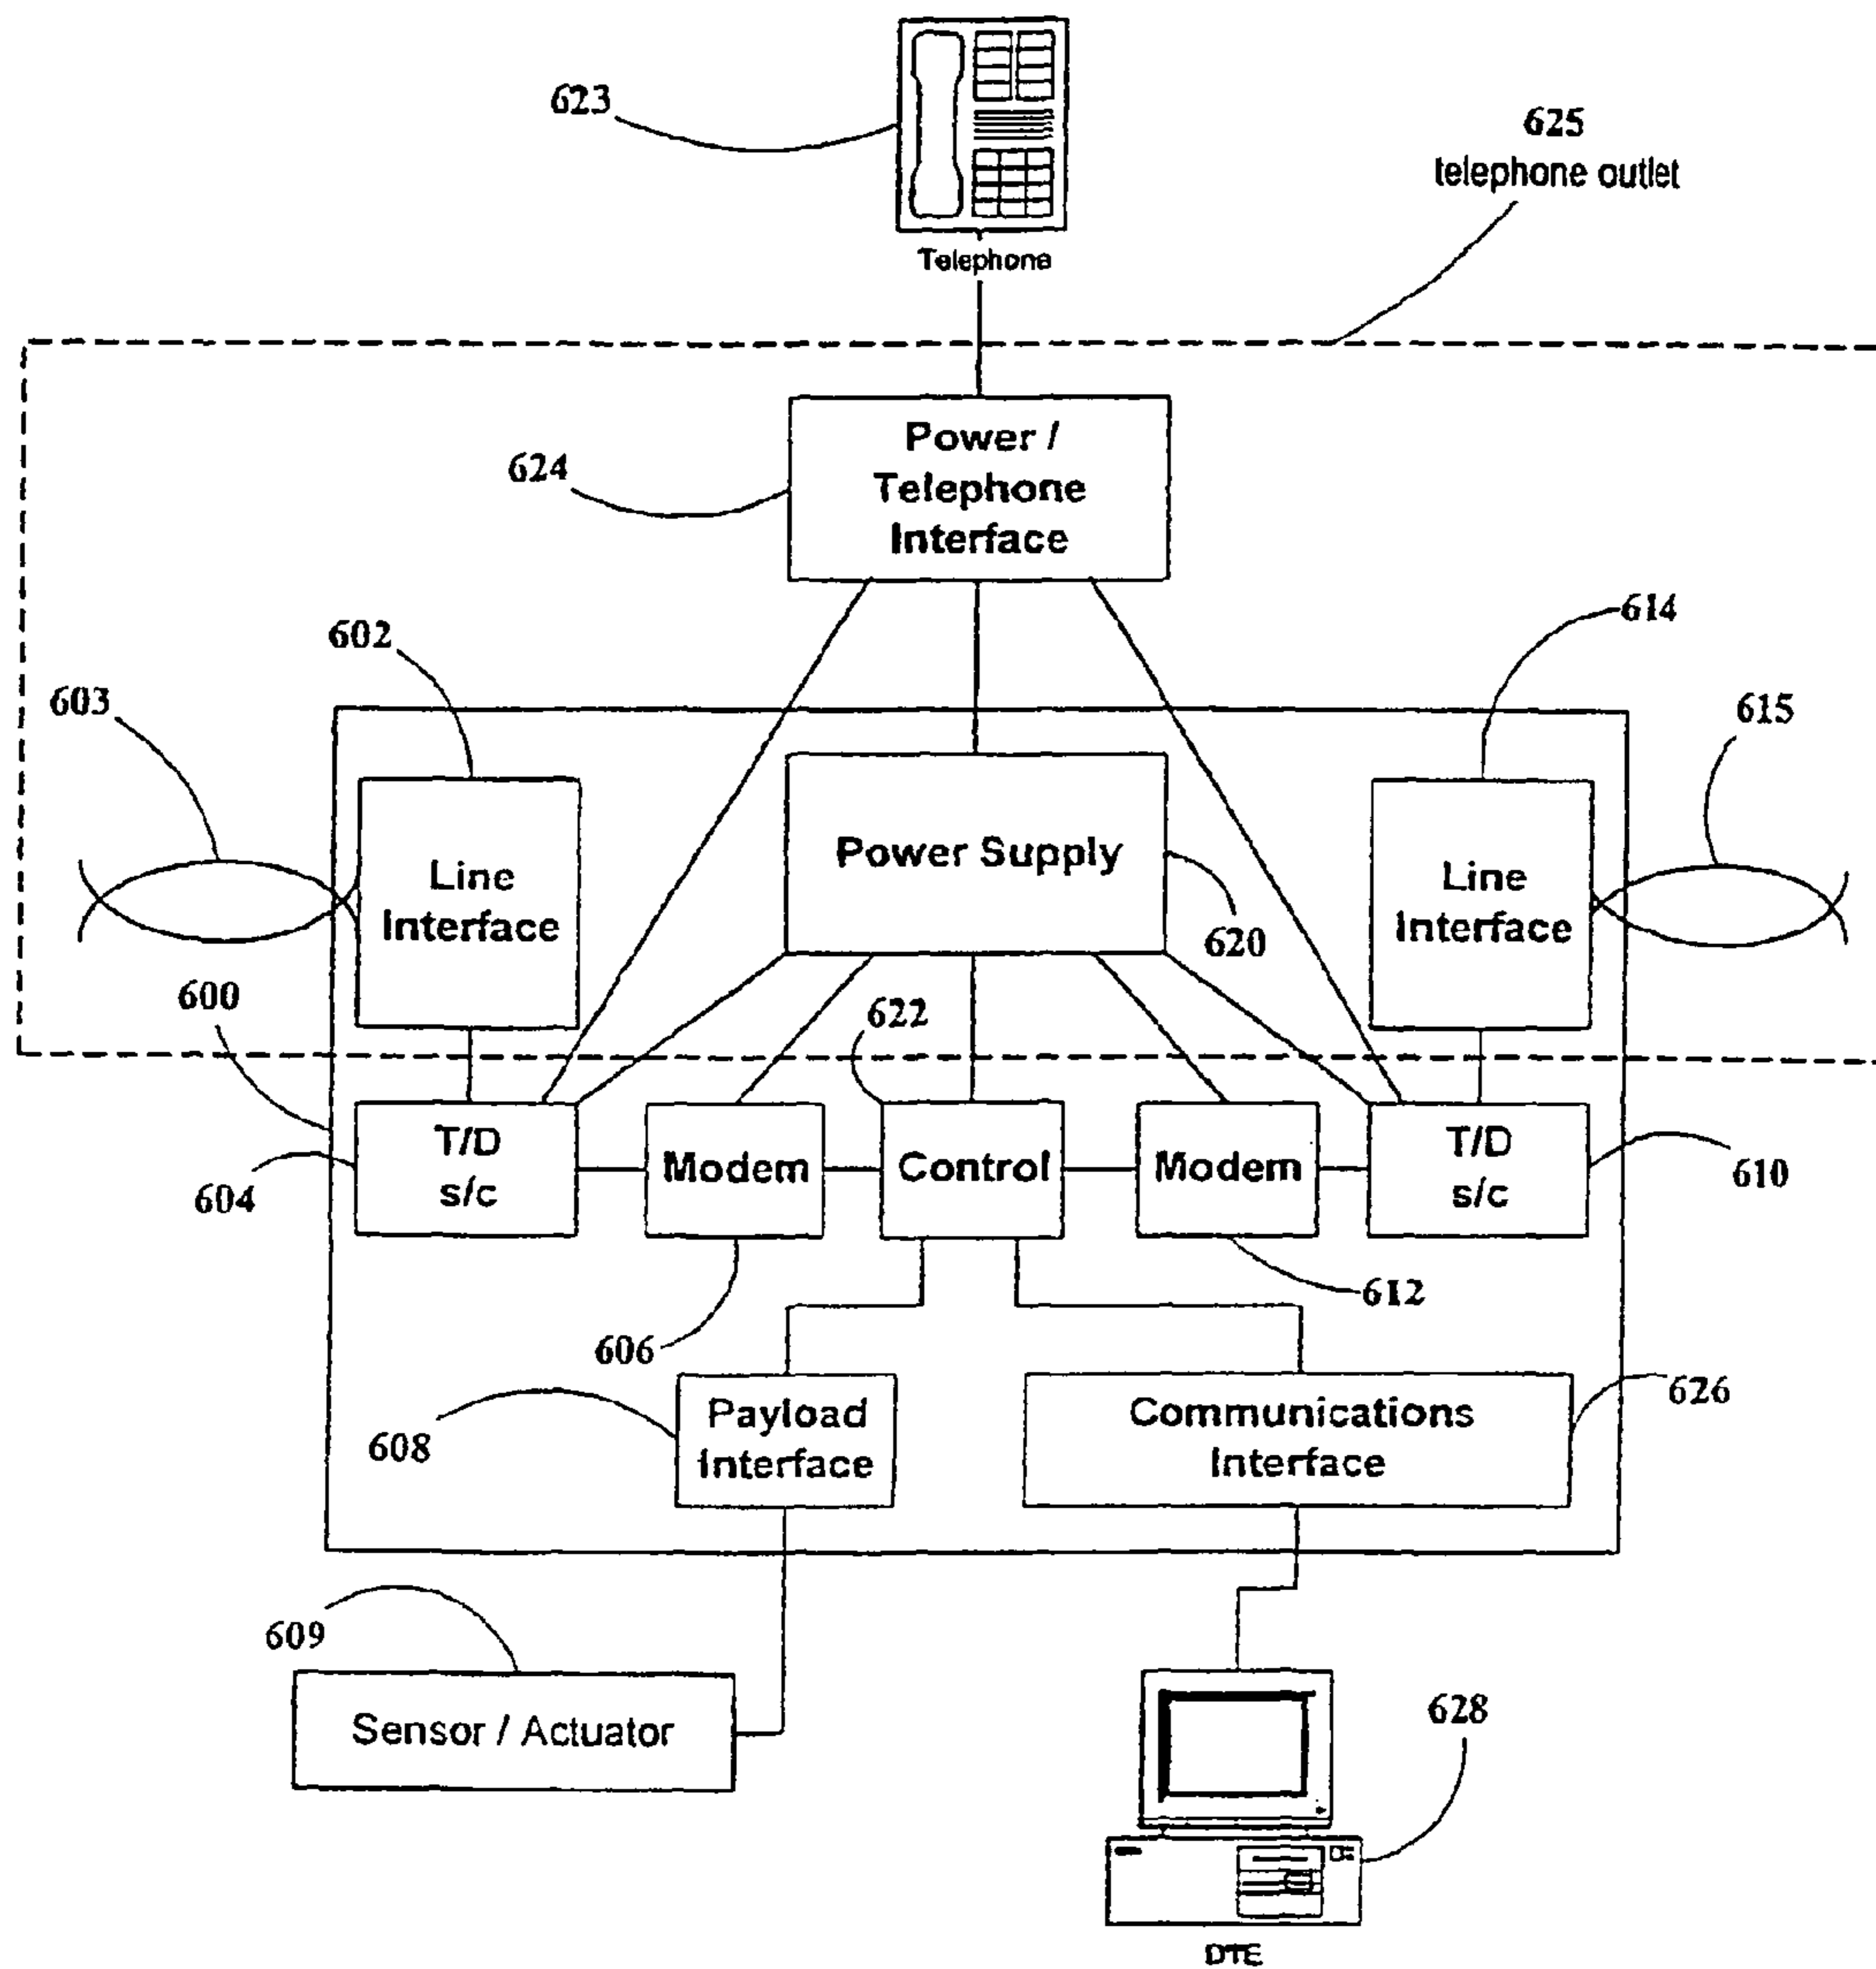 623
625
telephone outlet
Telephone
Power /
Telephone
Interface
624
602
614
603
615
Line
Interface
Power Supply
Line
Interface
620
600
622
T/D
s/c
Modem
Control
Modem
T/D
s/c
604
610
606
612
Payload
Interface
608
Communications
Interface
626
609
Sensor / Actuator
628
DTE